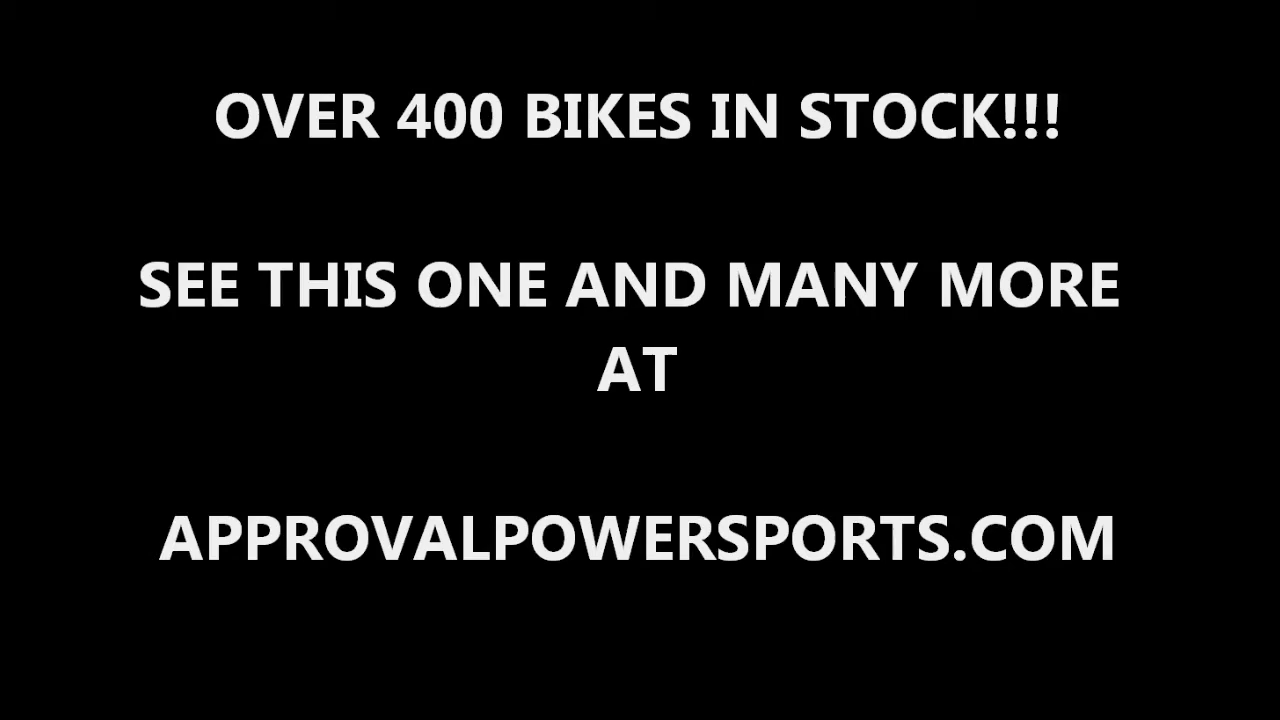 OVER 400 BIKES IN STOCK!!!
SEE THIS ONE AND MANY MORE
AT
APPROVALPOWERSPORTS.COM